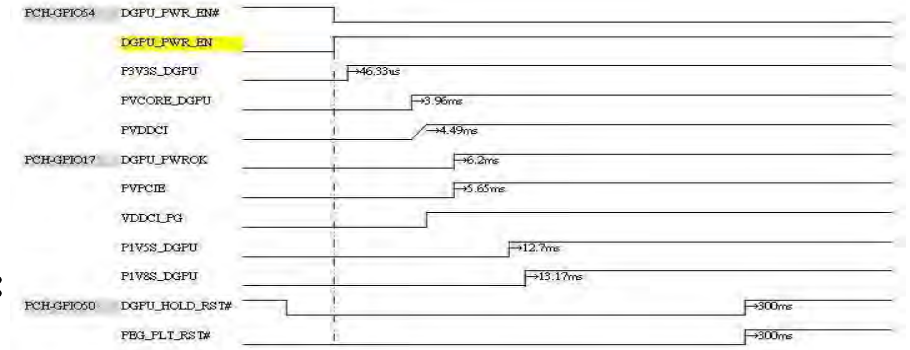 PCH-GPIO54 DGPU_PWR_EN#
DGPU_PWR_EN
P3V3S_DGPU →46.33us
PVCORE_DGPU →3.96ms
PVDDCI →4.49ms
PCH-GPIO17 DGPU_PWROK →6.2ms
PVPCIE →5.65ms
VDDCI_PG
P1V5S_DGPU →12.7ms
P1V8S_DGPU →13.17ms
PCH-GPIO50 DGPU_HOLD_RST# →300ms
PEG_PLT_RST# →300ms